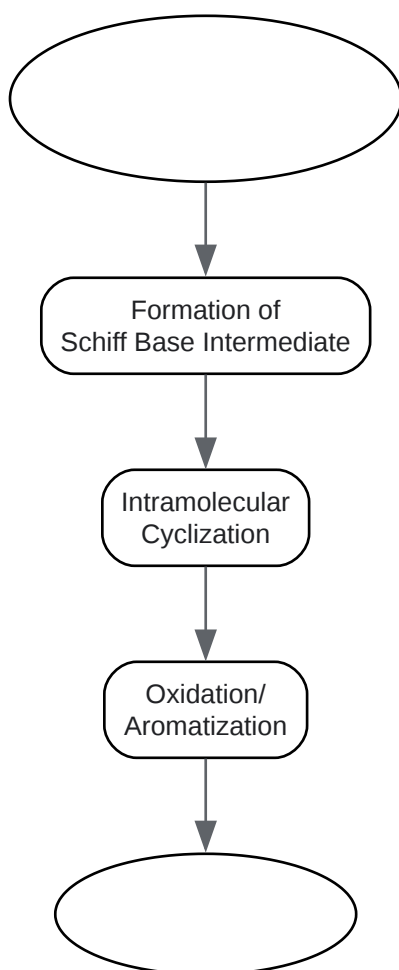 Formation of
Schiff Base Intermediate
Intramolecular
Cyclization
Oxidation/
Aromatization